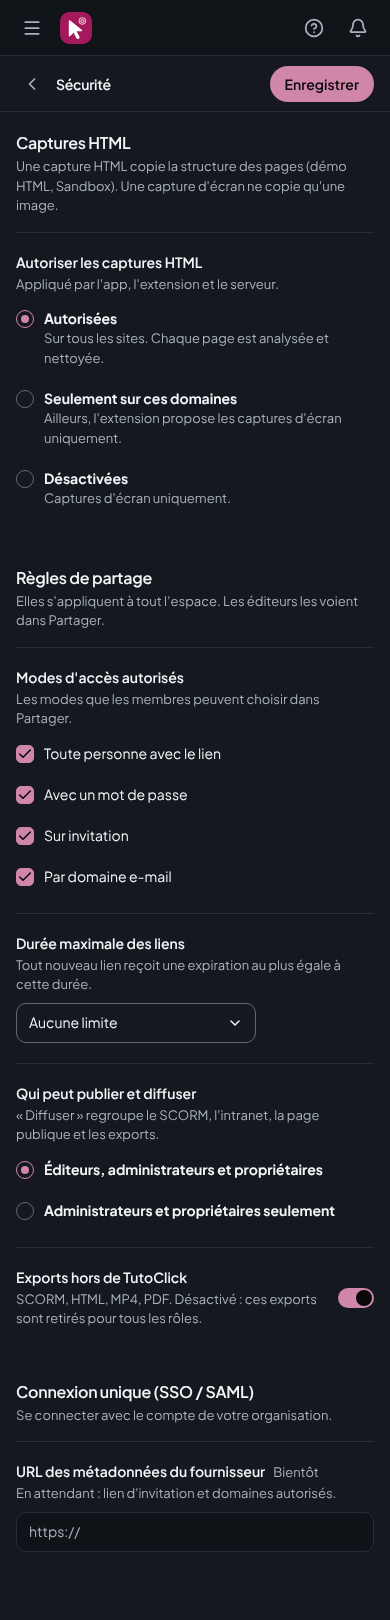 Sécurité
Enregistrer
Captures HTML
Une capture HTML copie la structure des pages (démo
HTML, Sandbox). Une capture d'écran ne copie qu'une
image.
Autoriser les captures HTML
Appliqué par l'app, l'extension et le serveur.
Autorisées
Sur tous les sites. Chaque page est analysée et
nettoyée.
Seulement sur ces domaines
Ailleurs, l'extension propose les captures d'écran
uniquement.
Désactivées
Captures d'écran uniquement.
Règles de partage
Elles s'appliquent à tout l'espace. Les éditeurs les voient
dans Partager.
Modes d'accès autorisés
Les modes que les membres peuvent choisir dans
Partager.
Toute personne avec le lien
Avec un mot de passe
Sur invitation
Par domaine e-mail
Durée maximale des liens
Tout nouveau lien reçoit une expiration au plus égale à
cette durée.
Aucune limite
Qui peut publier et diffuser
« Diffuser » regroupe le SCORM, l'intranet, la page
publique et les exports.
Éditeurs, administrateurs et propriétaires
Administrateurs et propriétaires seulement
Exports hors de TutoClick
SCORM, HTML, MP4, PDF. Désactivé : ces exports
sont retirés pour tous les rôles.
Connexion unique (SSO / SAML)
Se connecter avec le compte de votre organisation.
URL des métadonnées du fournisseur Bientôt
En attendant : lien d'invitation et domaines autorisés.
https://